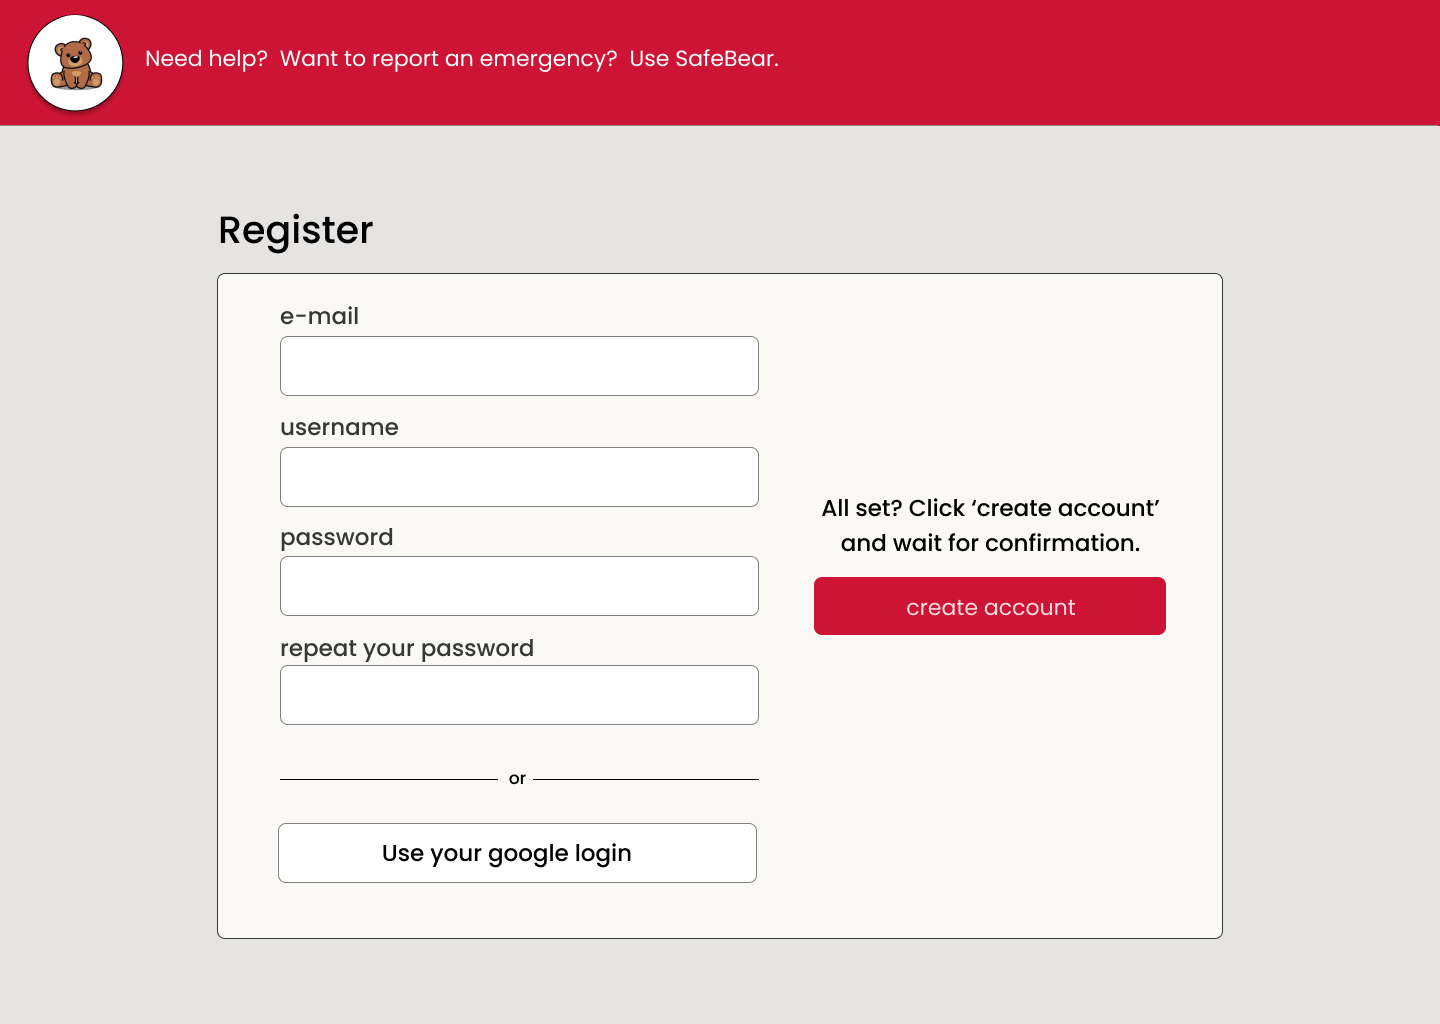 Need help?  Want to report an emergency?  Use SafeBear.
Register
e-mail
username
password
repeat your password
or
Use your google login
All set? Click ‘create account’
and wait for confirmation.
create account